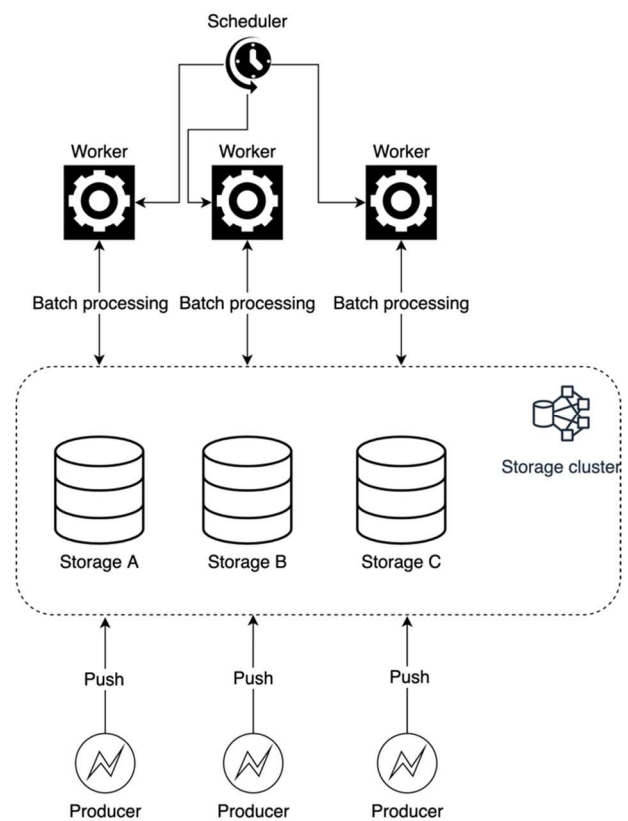 Scheduler
Worker
Worker
Worker
Batch processing
Batch processing
Batch processing
Storage cluster
Storage A
Storage B
Storage C
Push
Push
Push
Producer
Producer
Producer